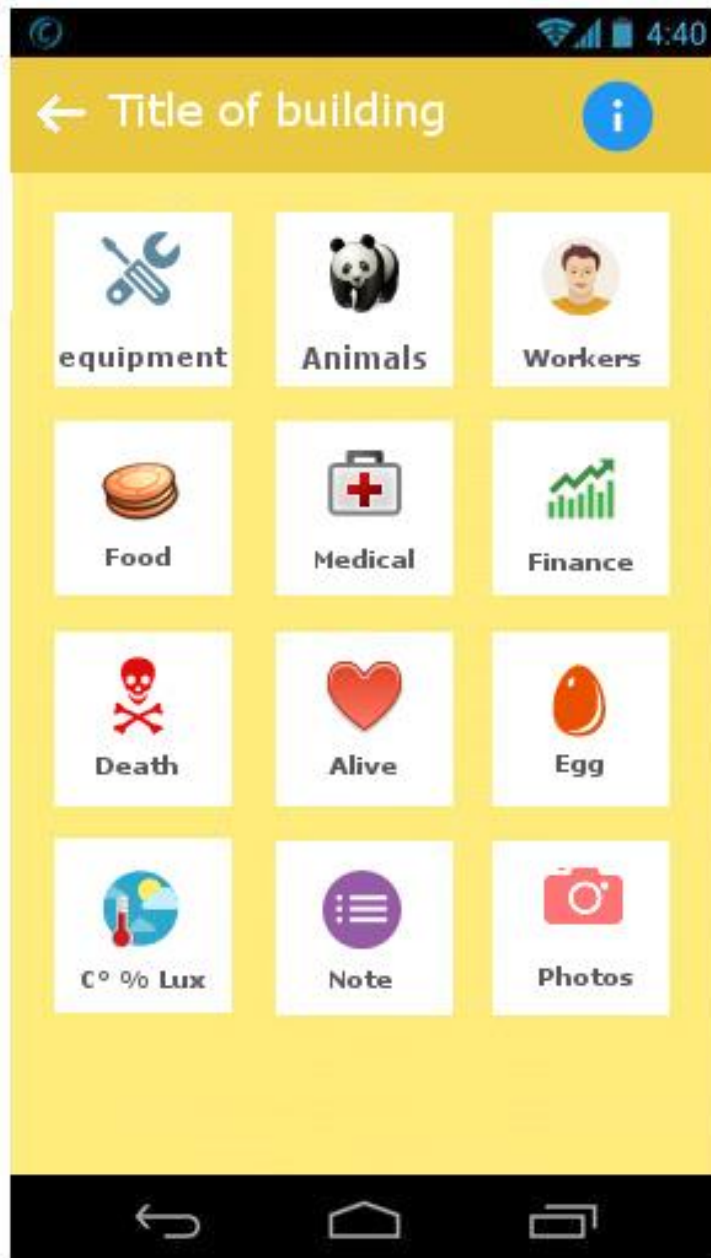 4:40
Title of building
equipment
Animals
Workers
Food
Medical
Finance
Death
Alive
Egg
C° % Lux
Note
Photos